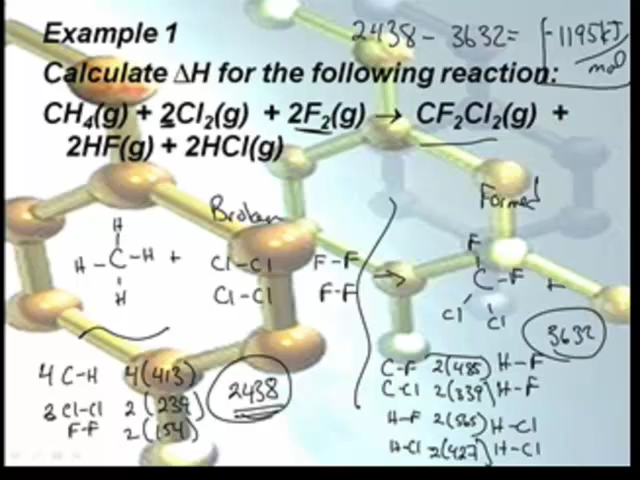 Example 1
2438 - 3632 = -1195 kJ/mol
Calculate ΔH for the following reaction:
CH₄(g) + 2Cl₂(g) + 2F₂(g) → CF₂Cl₂(g) +
2HF(g) + 2HCl(g)
Broken
Formed
H
H-C-H +
H
Cl-Cl
Cl-Cl
F-F
F-F
→
F
C-F
Cl Cl
F
3632
4 C-H 4(413)
2 Cl-Cl 2(239)
F-F 2(154)
2438
C-F 2(485) H-F
C-Cl 2(339) H-F
H-F 2(565) H-Cl
H-Cl 2(427) H-Cl